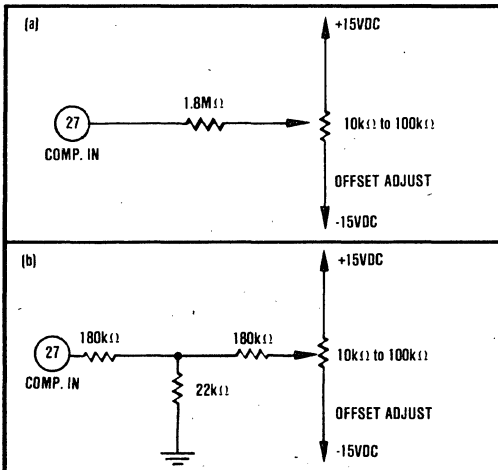 (a)
+15VDC
1.8MΩ
27
10kΩ to 100kΩ
COMP. IN
OFFSET ADJUST
-15VDC
(b)
+15VDC
180kΩ
180kΩ
27
10kΩ to 100kΩ
COMP. IN
22kΩ
OFFSET ADJUST
-15VDC